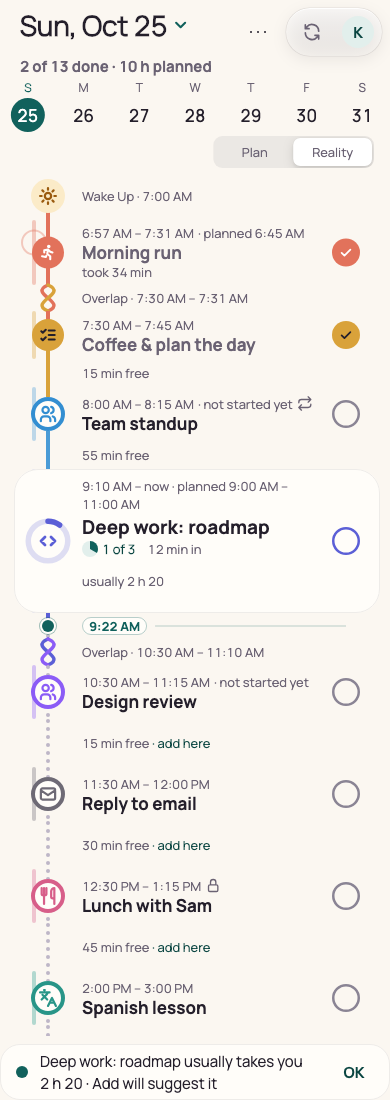 Sun, Oct 25
...
K
2 of 13 done · 10 h planned
S M T W T F S
25 26 27 28 29 30 31
Plan Reality
Wake Up · 7:00 AM
6:57 AM – 7:31 AM · planned 6:45 AM
Morning run
took 34 min
Overlap · 7:30 AM – 7:31 AM
7:30 AM – 7:45 AM
Coffee & plan the day
15 min free
8:00 AM – 8:15 AM · not started yet
Team standup
55 min free
9:10 AM – now · planned 9:00 AM –
11:00 AM
Deep work: roadmap
1 of 3 12 min in
usually 2 h 20
9:22 AM
Overlap · 10:30 AM – 11:10 AM
10:30 AM – 11:15 AM · not started yet
Design review
15 min free · add here
11:30 AM – 12:00 PM
Reply to email
30 min free · add here
12:30 PM – 1:15 PM
Lunch with Sam
45 min free · add here
2:00 PM – 3:00 PM
Spanish lesson
Deep work: roadmap usually takes you
2 h 20 · Add will suggest it
OK